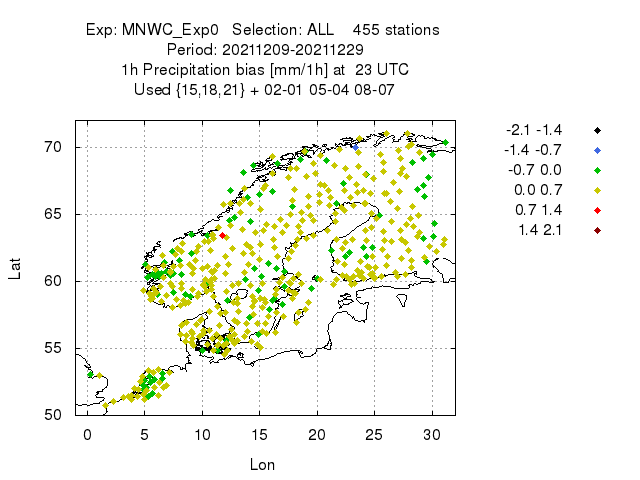 Exp: MNWC_Exp0 Selection: ALL 455 stations
Period: 20211209-20211229
1h Precipitation bias [mm/1h] at 23 UTC
Used {15,18,21} + 02-01 05-04 08-07
-2.1 -1.4
-1.4 -0.7
-0.7 0.0
0.0 0.7
0.7 1.4
1.4 2.1
70
65
60
55
50
Lat
0 5 10 15 20 25 30
Lon